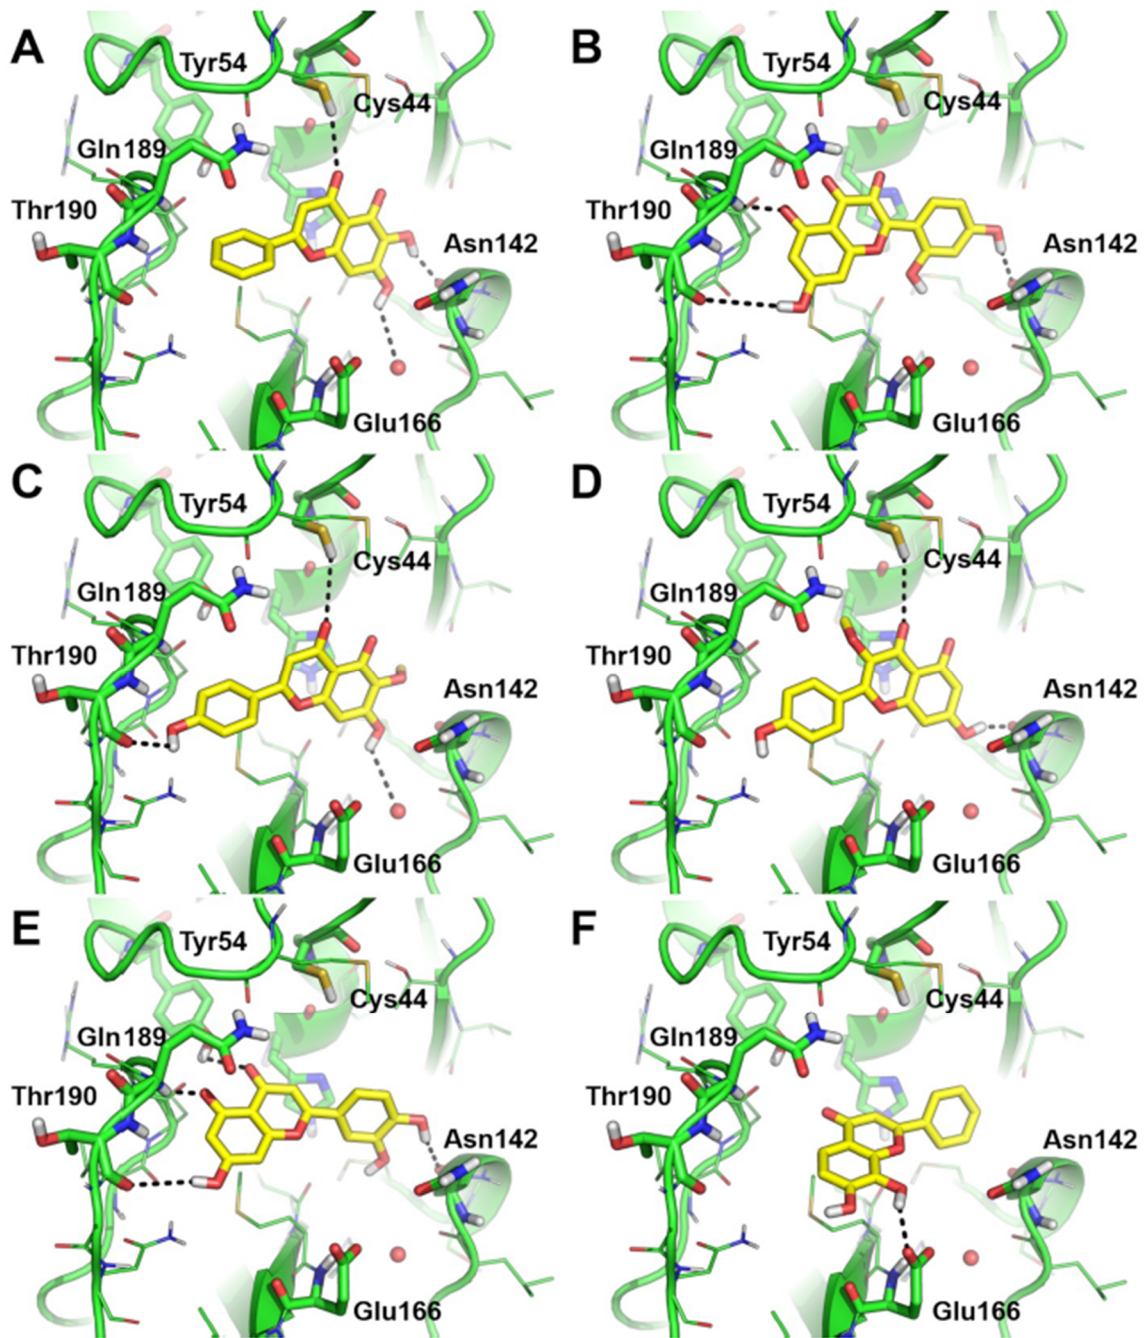 A
Tyr54
Cys44
Gln189
Thr190
Asn142
Glu166
B
Tyr54
Cys44
Gln189
Thr190
Asn142
Glu166
C
Tyr54
Cys44
Gln189
Thr190
Asn142
Glu166
D
Tyr54
Cys44
Gln189
Thr190
Asn142
Glu166
E
Tyr54
Cys44
Gln189
Thr190
Asn142
Glu166
F
Tyr54
Cys44
Gln189
Thr190
Asn142
Glu166